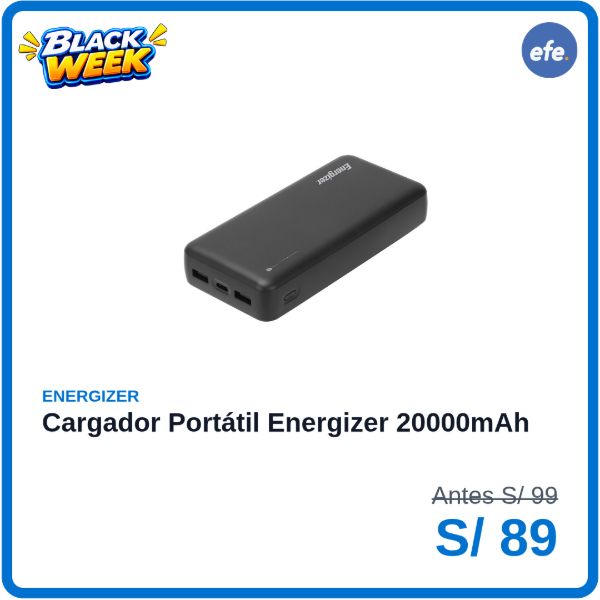 BLACK
WEEK
efe.
Energizer
ENERGIZER
Cargador Portátil Energizer 20000mAh
Antes S/ 99
S/ 89